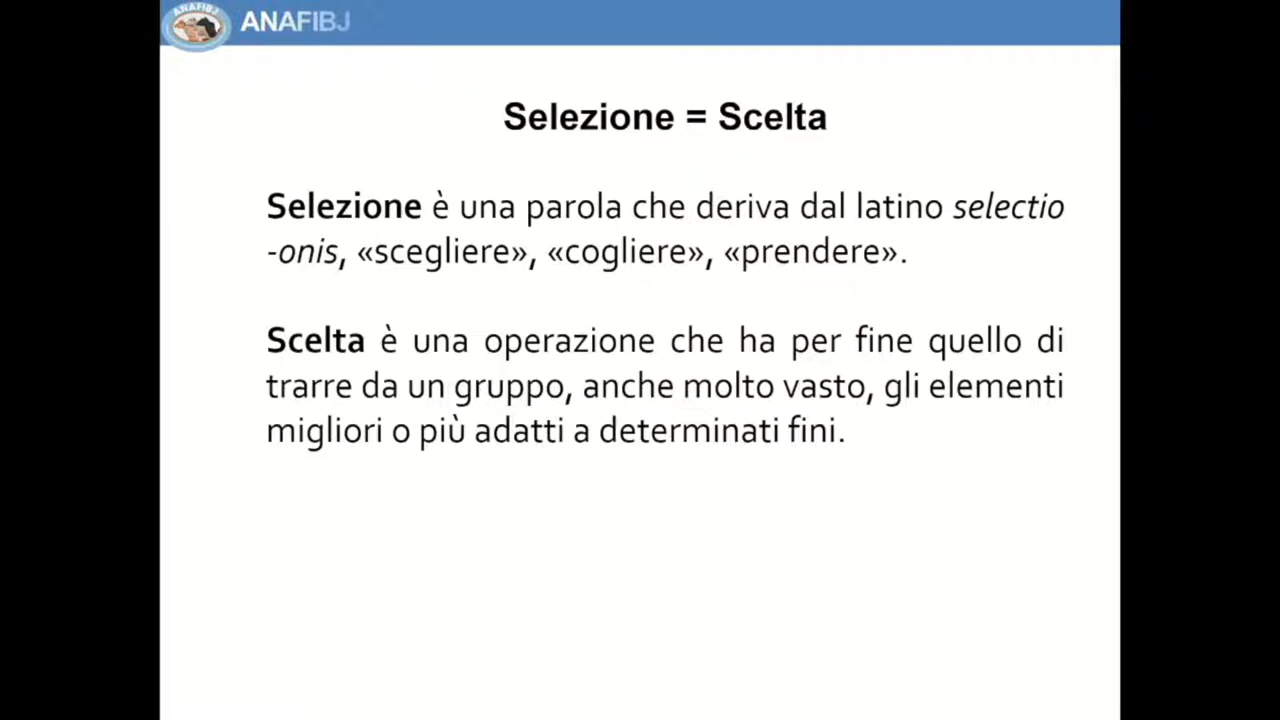 ANAFIBJ
ANAFIBJ
Selezione = Scelta
Selezione è una parola che deriva dal latino selectio
-onis, «scegliere», «cogliere», «prendere».
Scelta è una operazione che ha per fine quello di
trarre da un gruppo, anche molto vasto, gli elementi
migliori o più adatti a determinati fini.